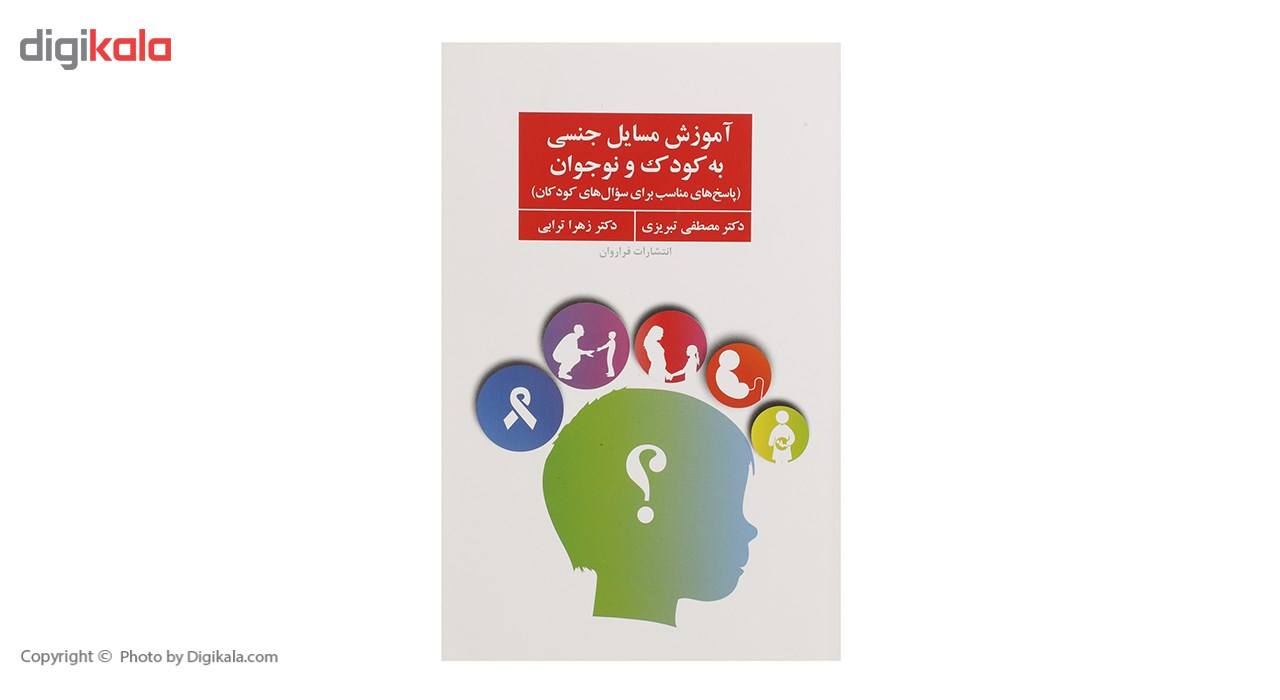 digikala
آموزش مسایل جنسی
به کودک و نوجوان
(پاسخ‌های مناسب برای سؤال‌های کودکان)
دکتر مصطفی تبریزی
دکتر زهرا ترابی
انتشارات فراروان
؟
Copyright © Photo by Digikala.com